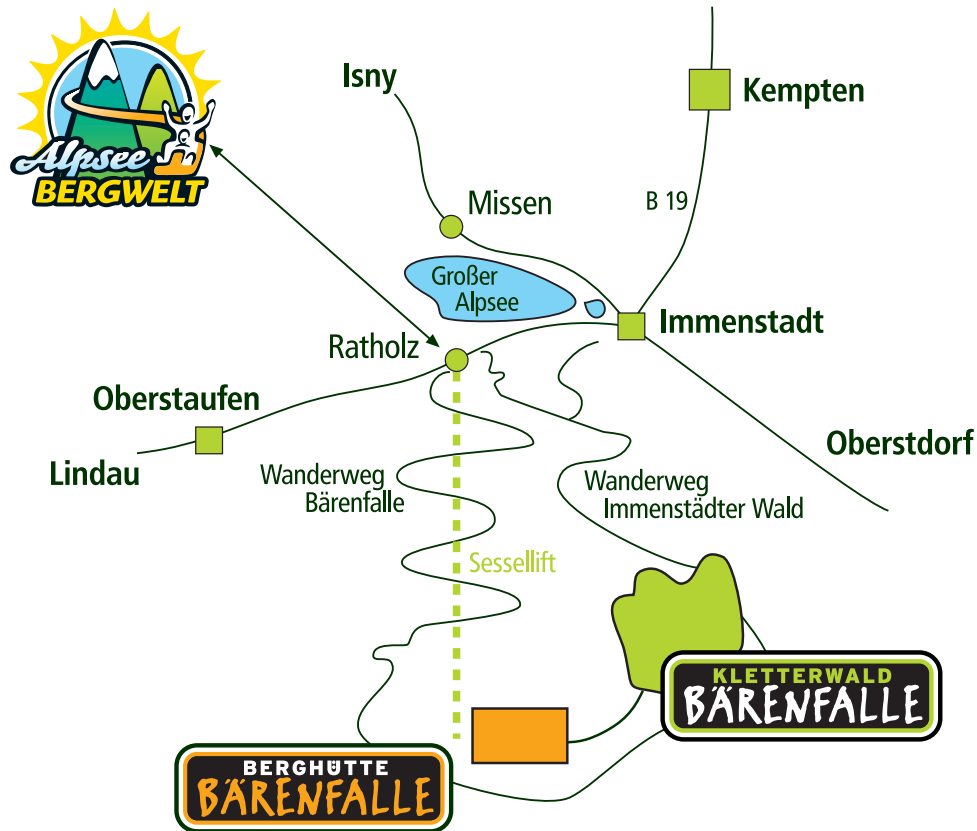 Alpsee
BERGWELT
Isny
Kempten
Missen
B 19
Großer
Alpsee
Immenstadt
Ratholz
Oberstaufen
Oberstdorf
Lindau
Wanderweg
Bärenfalle
Wanderweg
Immenstädter Wald
Sessellift
KLETTERWALD
BÄRENFALLE
BERGHÜTTE
BÄRENFALLE